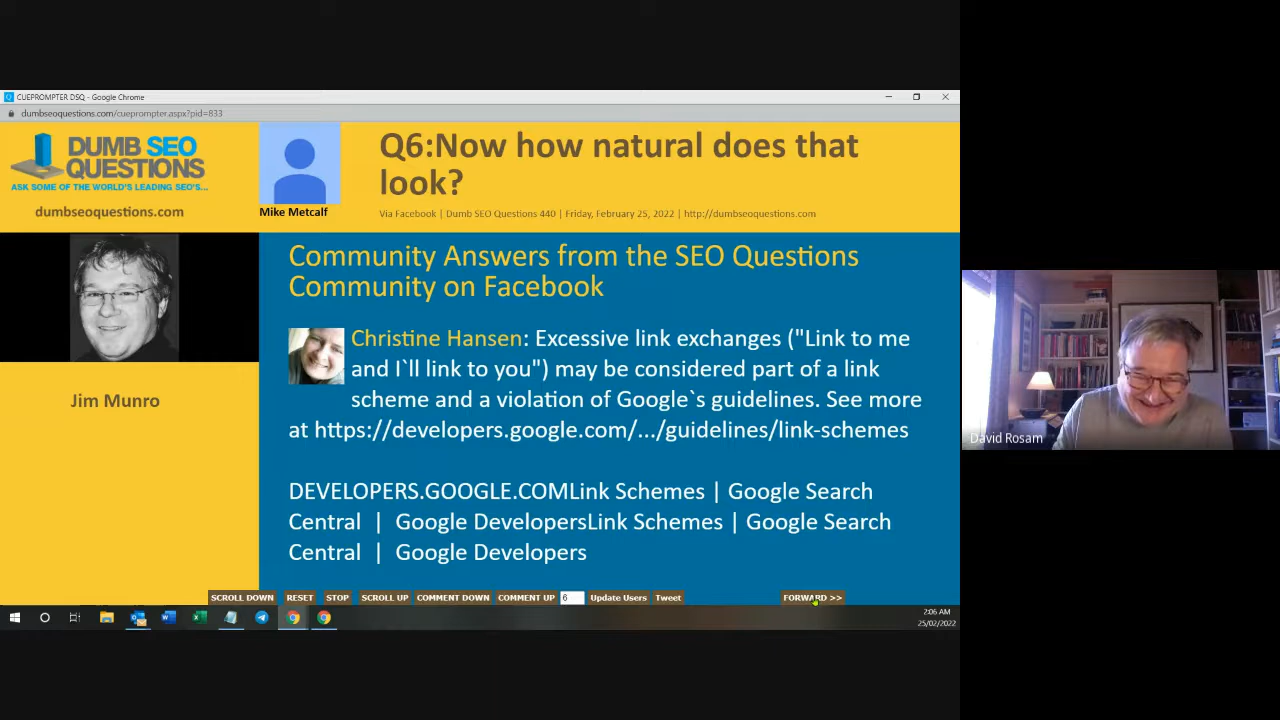 CUEPROMPTER DSQ - Google Chrome
dumbseoquestions.com/cueprompter.aspx?pid=833
DUMB SEO
QUESTIONS
ASK SOME OF THE WORLD'S LEADING SEO'S...
dumbseoquestions.com
Mike Metcalf
Q6:Now how natural does that
look?
Via Facebook | Dumb SEO Questions 440 | Friday, February 25, 2022 | http://dumbseoquestions.com
Jim Munro
Community Answers from the SEO Questions
Community on Facebook
Christine Hansen: Excessive link exchanges ("Link to me
and I`ll link to you") may be considered part of a link
scheme and a violation of Google`s guidelines. See more
at https://developers.google.com/.../guidelines/link-schemes
DEVELOPERS.GOOGLE.COMLink Schemes | Google Search
Central | Google DevelopersLink Schemes | Google Search
Central | Google Developers
SCROLL DOWN RESET STOP SCROLL UP COMMENT DOWN COMMENT UP 6 Update Users Tweet FORWARD >>
2:06 AM
25/02/2022
David Rosam